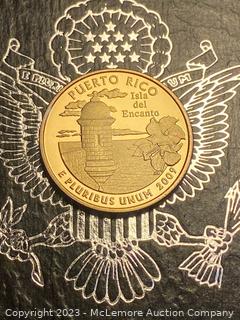 PUERTO RICO
Isla
del
Encanto
E PLURIBUS UNUM 2009
Copyright © 2023 - McLemore Auction Company